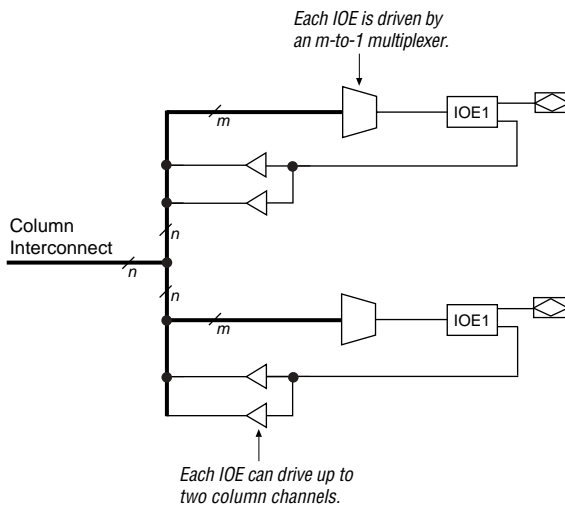 Each IOE is driven by
an m-to-1 multiplexer.
m
IOE1
n
Column
Interconnect
n
n
m
IOE1
Each IOE can drive up to
two column channels.